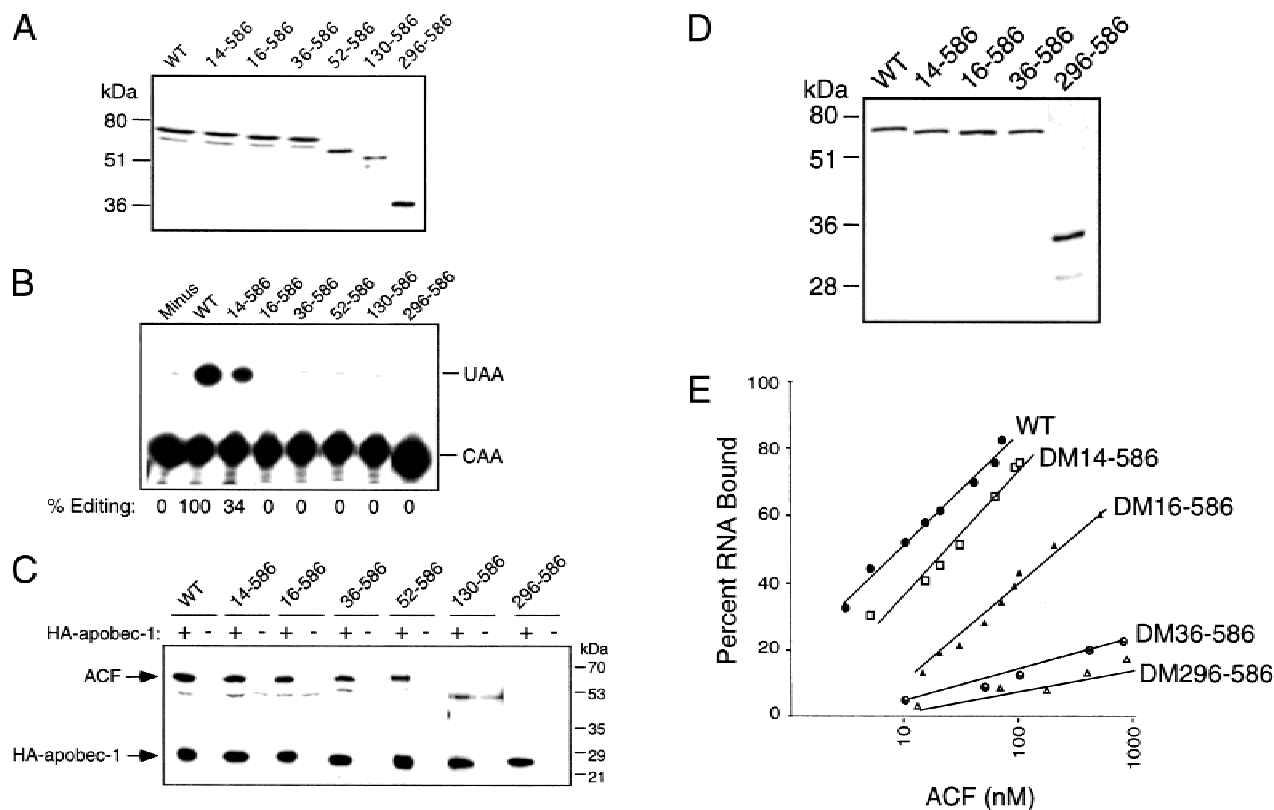 A
WT 14-586 16-586 36-586 52-586 130-586 296-586
kDa
80
51
36
B
Minus WT 14-586 16-586 36-586 52-586 130-586 296-586
UAA
CAA
% Editing: 0 100 34 0 0 0 0 0
C
WT 14-586 16-586 36-586 52-586 130-586 296-586
HA-apobec-1: + - + - + - + - + - + - + -
kDa
ACF
70
53
35
HA-apobec-1
29
21
D
WT 14-586 16-586 36-586 296-586
kDa
80
51
36
28
E
Percent RNA Bound
100
80
60
40
20
0
WT
DM14-586
DM16-586
DM36-586
DM296-586
10 100 1000
ACF (nM)